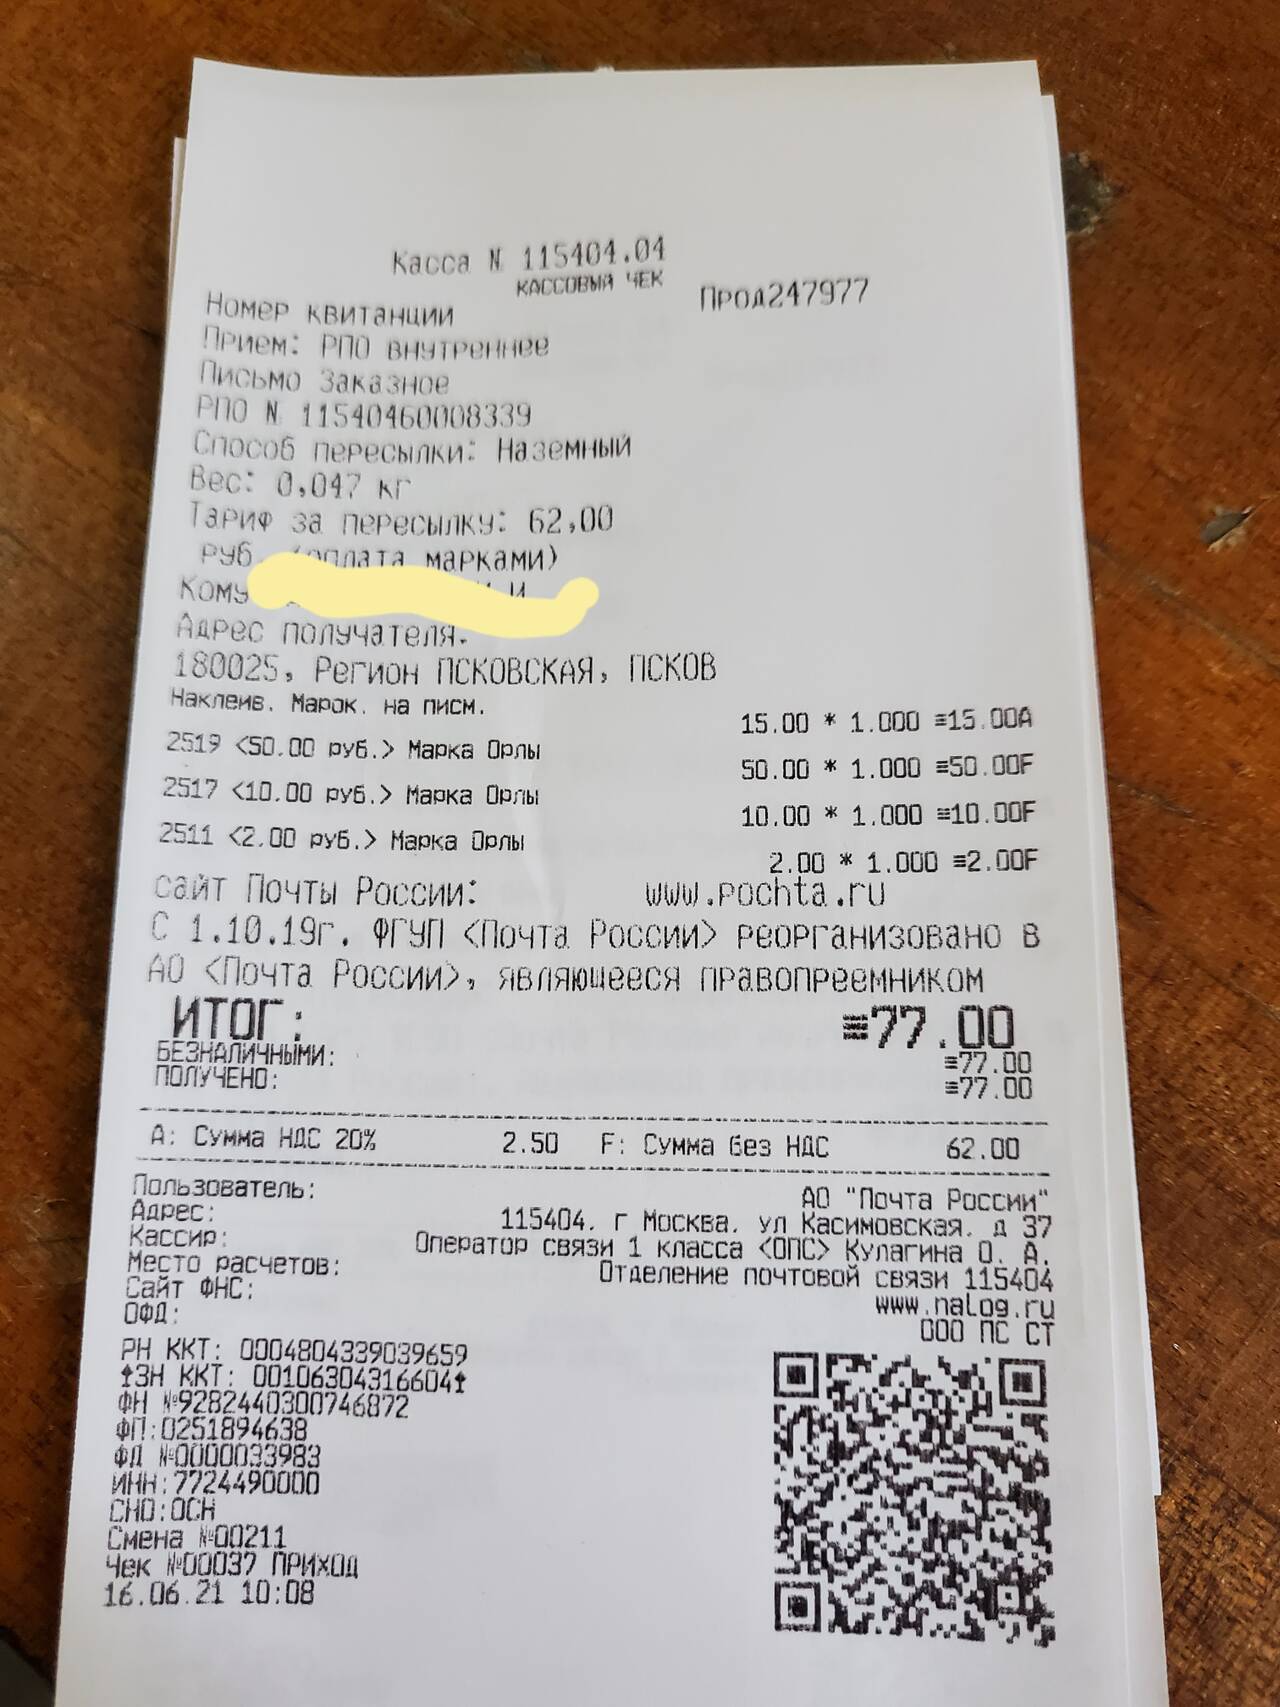 Касса № 115404.04
КАССОВЫЙ ЧЕК
Номер квитанции Прод247977
Прием: РПО внутреннее
Письмо Заказное
РПО № 11540460008339
Способ пересылки: Наземный
Вес: 0,047 кг
Тариф за пересылку: 62,00
руб. (оплата марками)
Кому
Адрес получателя.
180025, Регион ПСКОВСКАЯ, ПСКОВ
Наклеив. Марок. на писм.
15.00 * 1.000 ≡15.00А
2519 <50.00 руб.> Марка Орлы
50.00 * 1.000 ≡50.00F
2517 <10.00 руб.> Марка Орлы
10.00 * 1.000 ≡10.00F
2511 <2.00 руб.> Марка Орлы
2.00 * 1.000 ≡2.00F
сайт Почты России: www.pochta.ru
С 1.10.19г. ФГУП <Почта России> реорганизовано в
АО <Почта России>, являющееся правопреемником
ИТОГ: ≡77.00
БЕЗНАЛИЧНЫМИ: ≡77.00
ПОЛУЧЕНО: ≡77.00
А: Сумма НДС 20% 2.50 F: Сумма без НДС 62.00
Пользователь: АО "Почта России"
Адрес: 115404, г Москва, ул Касимовская, д 37
Кассир: Оператор связи 1 класса <ОПС> Кулагина О. А.
Место расчетов: Отделение почтовой связи 115404
Сайт ФНС: www.nalog.ru
ОФД: ООО ПС СТ
РН ККТ: 0004804339039659
↑ЗН ККТ: 00106304316604↑
ФН №9282440300746872
ФП:0251894638
ФД №0000033983
ИНН:7724490000
СНО:ОСН
Смена №00211
Чек №00037 ПРИХОД
16.06.21 10:08